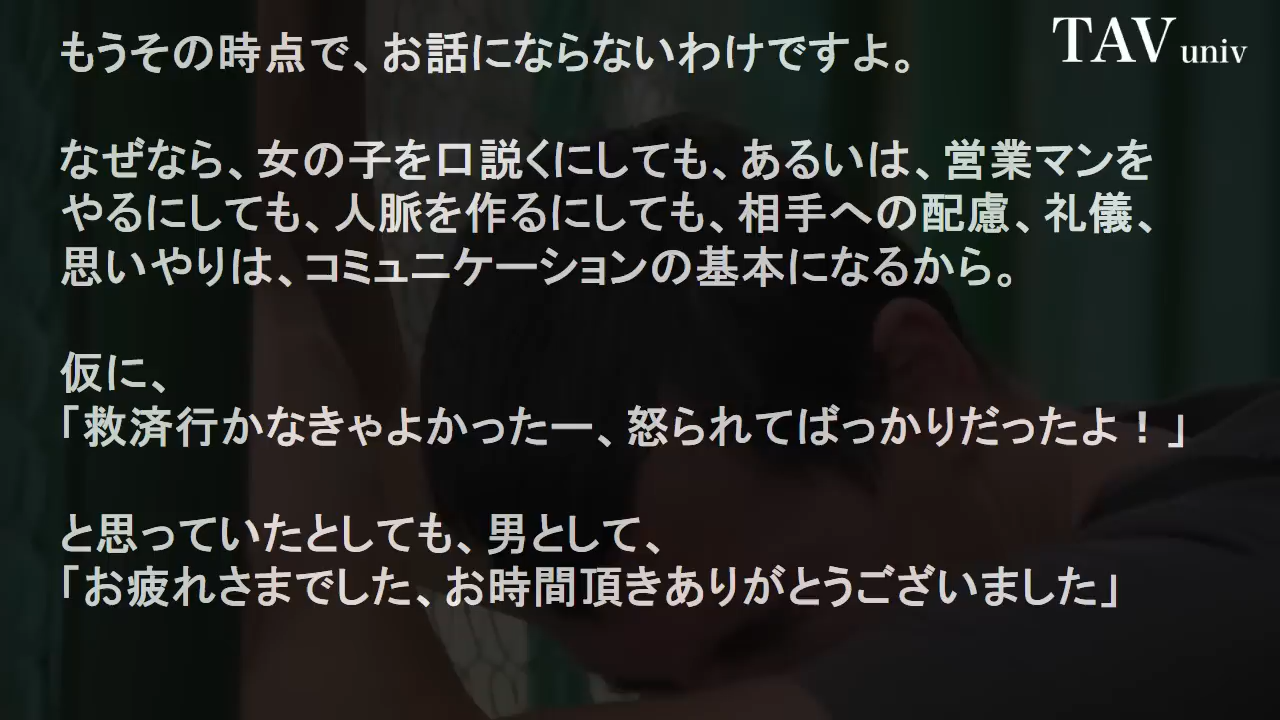 TAV univ
もうその時点で、お話にならないわけですよ。
なぜなら、女の子を口説くにしても、あるいは、営業マンを
やるにしても、人脈を作るにしても、相手への配慮、礼儀、
思いやりは、コミュニケーションの基本になるから。
仮に、
「救済行かなきゃよかったー、怒られてばっかりだったよ！」
と思っていたとしても、男として、
「お疲れさまでした、お時間頂きありがとうございました」